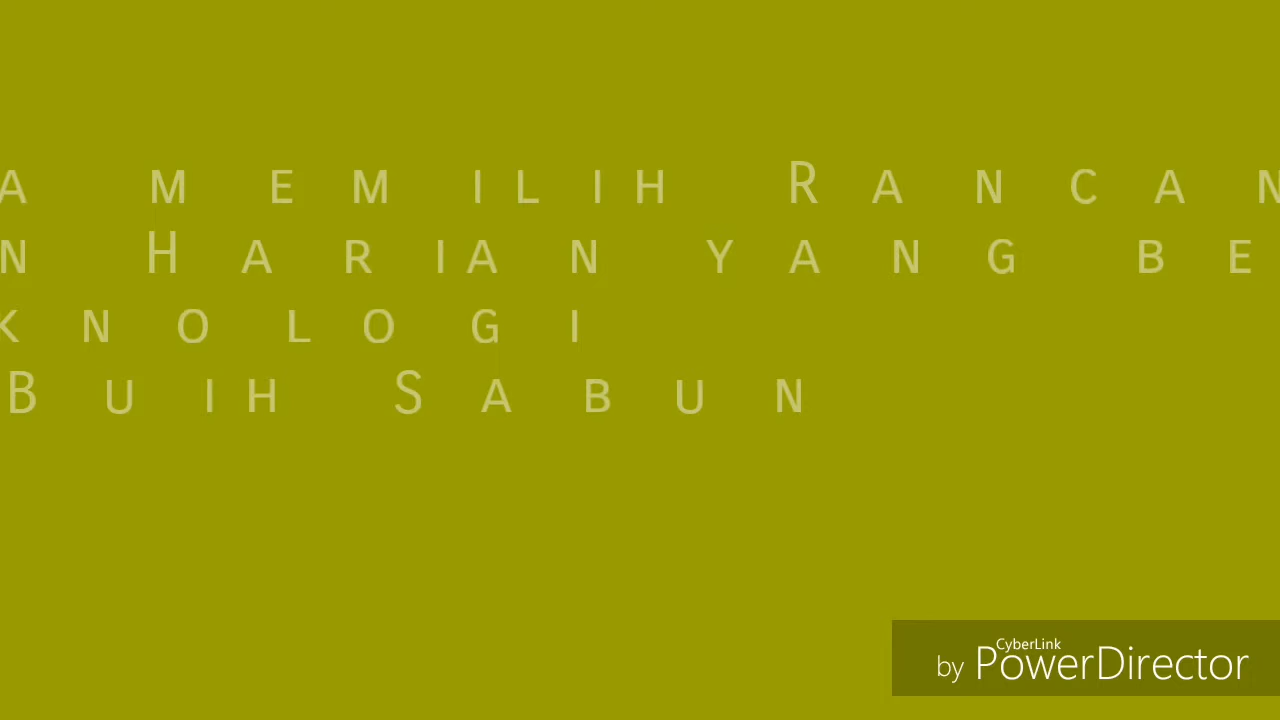 a memilih Rancan
n Harian yang be
knologi
Buih Sabun
CyberLink
by PowerDirector